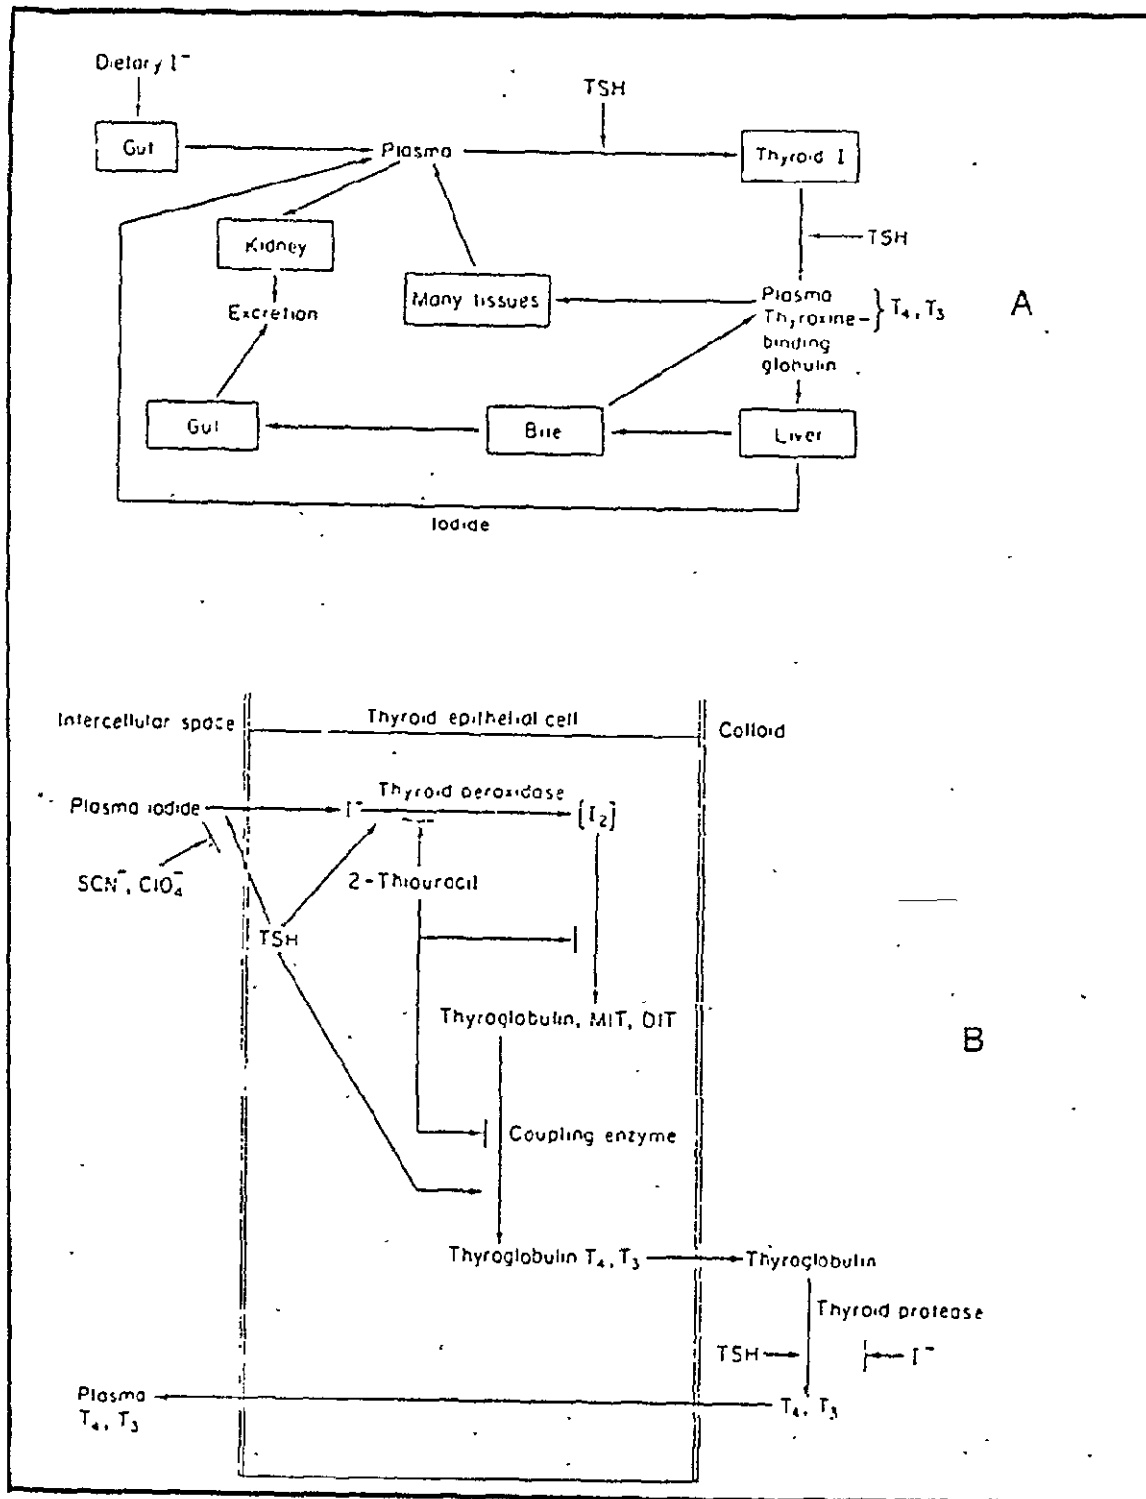 Dietary I⁻
TSH
Gut
Plasma
Thyroid I
Kidney
TSH
Many tissues
Plasma
Thyroxine-
binding
globulin
T₄, T₃
A
Excretion
Gut
Bile
Liver
Iodide
Intercellular space
Thyroid epithelial cell
Colloid
Plasma iodide
I⁻
Thyroid peroxidase
[I₂]
SCN⁻, ClO₄⁻
2-Thiouracil
TSH
Thyroglobulin, MIT, DIT
B
Coupling enzyme
Thyroglobulin T₄, T₃
Thyroglobulin
Thyroid protease
TSH
I⁻
Plasma
T₄, T₃
T₄, T₃